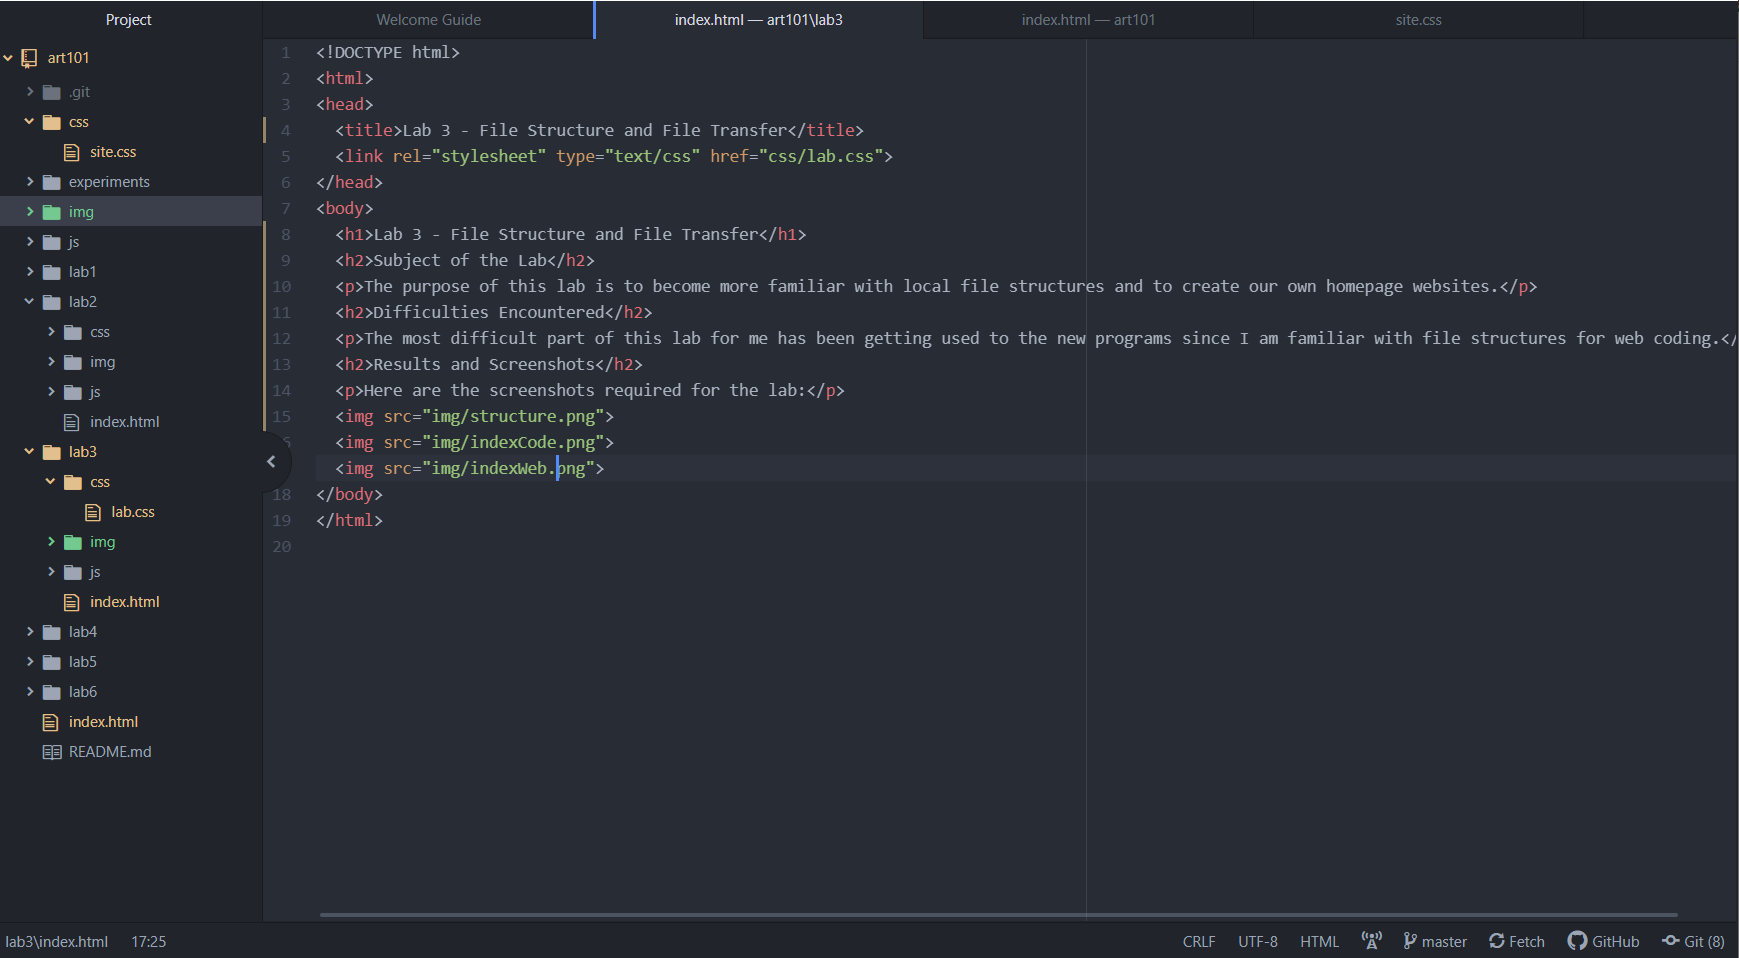 Project
Welcome Guide
index.html — art101\lab3
index.html — art101
site.css
art101
.git
css
site.css
experiments
img
js
lab1
lab2
css
img
js
index.html
lab3
css
lab.css
img
js
index.html
lab4
lab5
lab6
index.html
README.md
1 <!DOCTYPE html>
2 <html>
3 <head>
4 <title>Lab 3 - File Structure and File Transfer</title>
5 <link rel="stylesheet" type="text/css" href="css/lab.css">
6 </head>
7 <body>
8 <h1>Lab 3 - File Structure and File Transfer</h1>
9 <h2>Subject of the Lab</h2>
10 <p>The purpose of this lab is to become more familiar with local file structures and to create our own homepage websites.</p>
11 <h2>Difficulties Encountered</h2>
12 <p>The most difficult part of this lab for me has been getting used to the new programs since I am familiar with file structures for web coding.</
13 <h2>Results and Screenshots</h2>
14 <p>Here are the screenshots required for the lab:</p>
15 <img src="img/structure.png">
6 <img src="img/indexCode.png">
<img src="img/indexWeb.png">
18 </body>
19 </html>
20
lab3\index.html 17:25
CRLF UTF-8 HTML master Fetch GitHub Git (8)